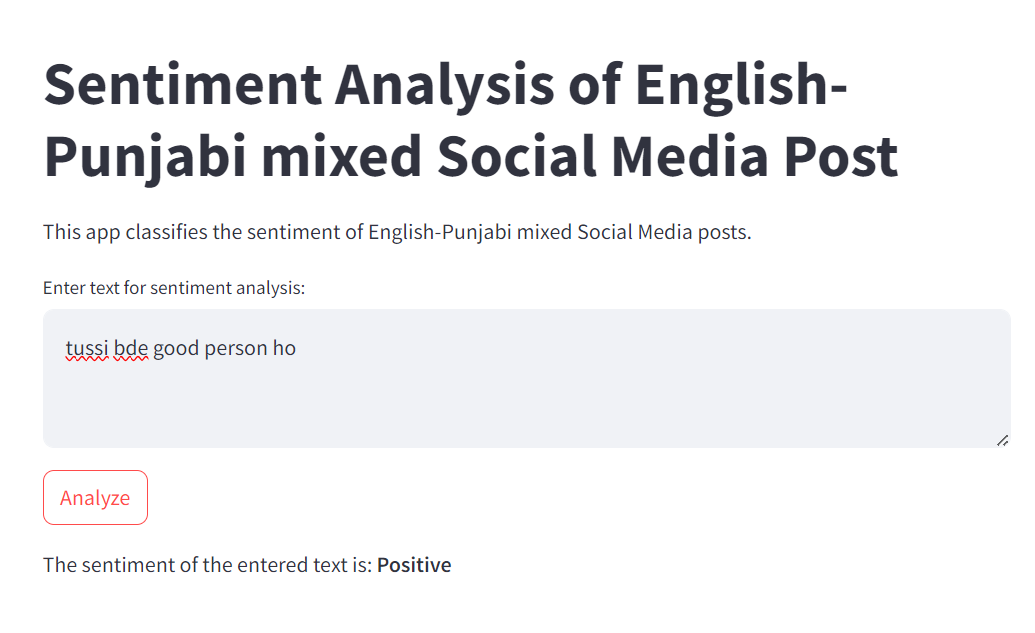 Sentiment Analysis of English-
Punjabi mixed Social Media Post
This app classifies the sentiment of English-Punjabi mixed Social Media posts.
Enter text for sentiment analysis:
tussi bde good person ho
Analyze
The sentiment of the entered text is: Positive